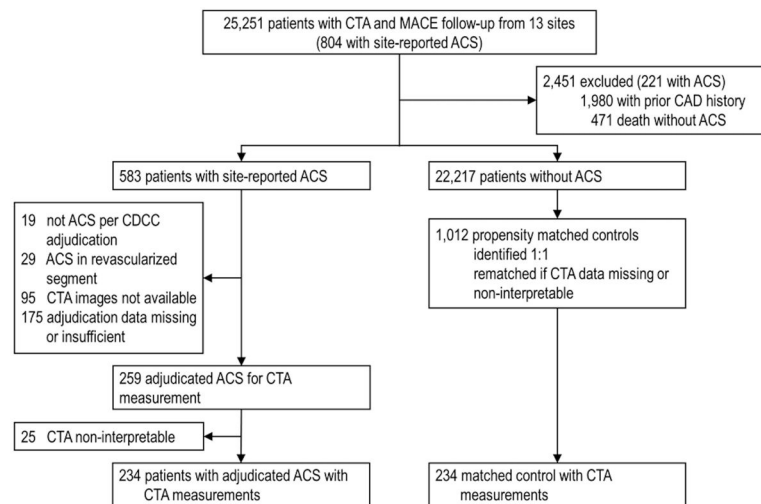 25,251 patients with CTA and MACE follow-up from 13 sites
(804 with site-reported ACS)
2,451 excluded (221 with ACS)
1,980 with prior CAD history
471 death without ACS
583 patients with site-reported ACS
22,217 patients without ACS
19 not ACS per CDCC
adjudication
29 ACS in revascularized
segment
95 CTA images not available
175 adjudication data missing
or insufficient
1,012 propensity matched controls
identified 1:1
rematched if CTA data missing or
non-interpretable
259 adjudicated ACS for CTA
measurement
25 CTA non-interpretable
234 patients with adjudicated ACS with
CTA measurements
234 matched control with CTA
measurements